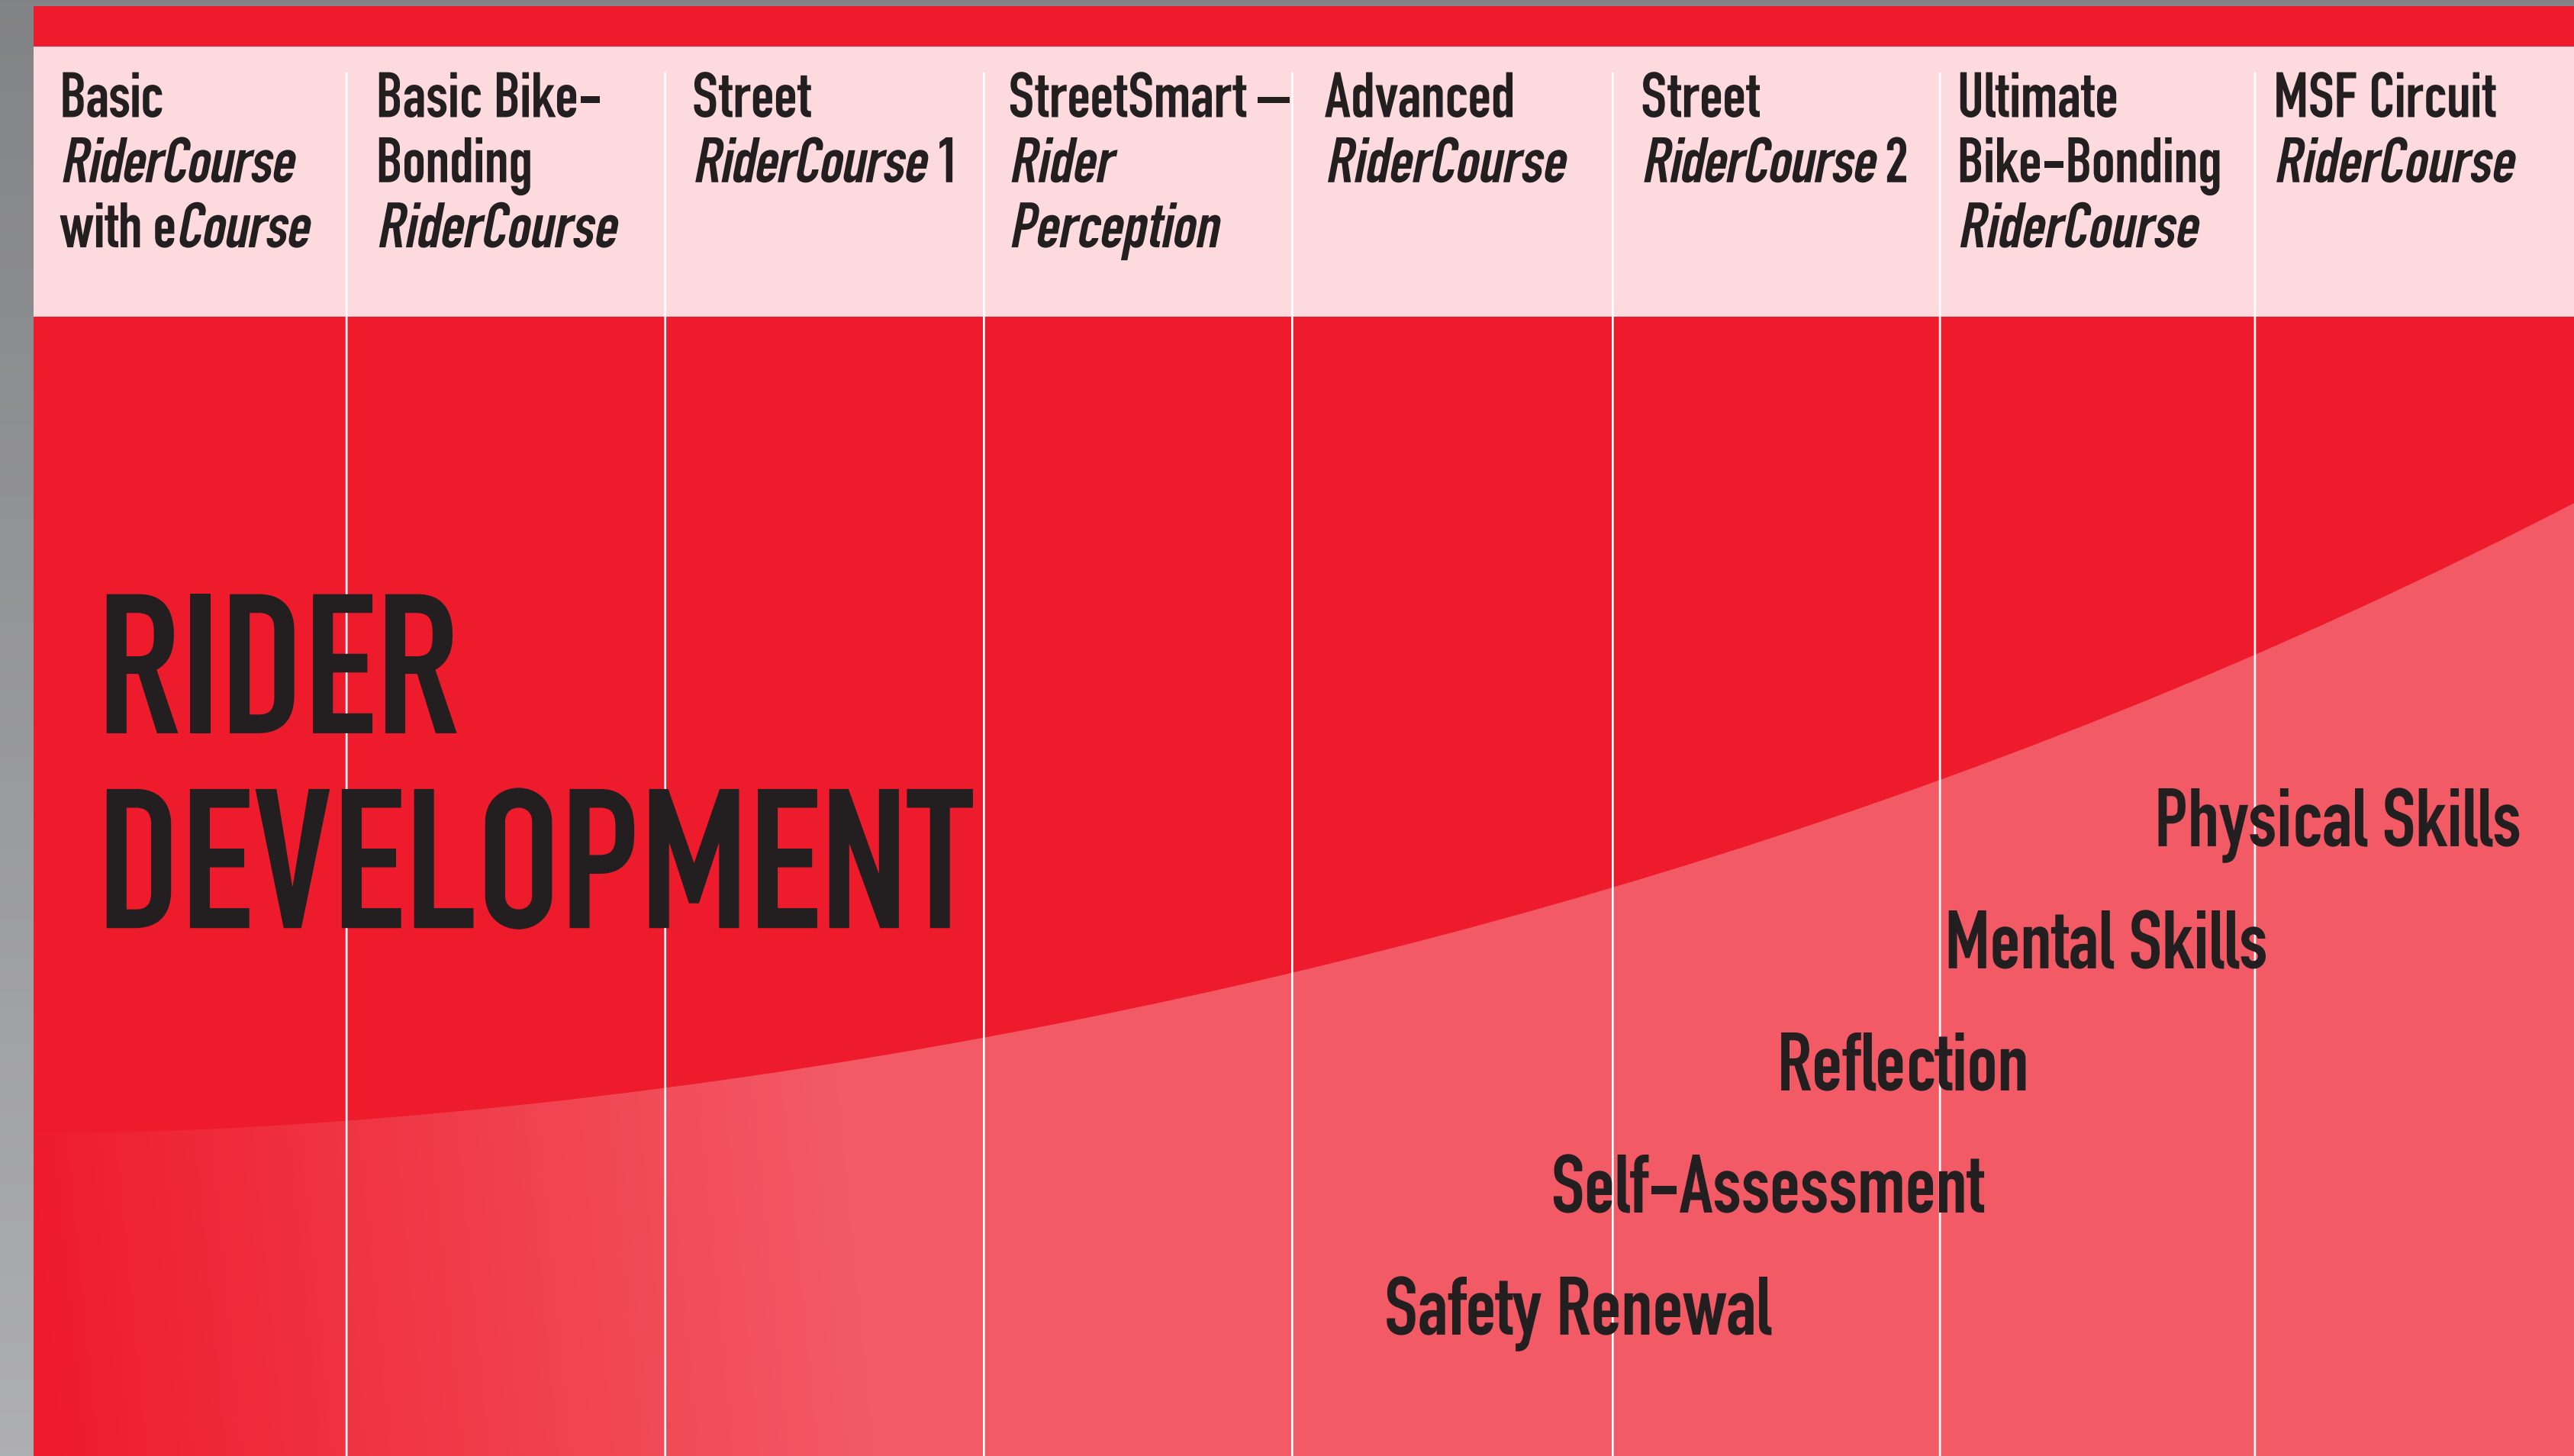 Basic
RiderCourse
with eCourse
Basic Bike-
Bonding
RiderCourse
Street
RiderCourse 1
StreetSmart –
Rider
Perception
Advanced
RiderCourse
Street
RiderCourse 2
Ultimate
Bike-Bonding
RiderCourse
MSF Circuit
RiderCourse
RIDER
DEVELOPMENT
Physical Skills
Mental Skills
Reflection
Self-Assessment
Safety Renewal